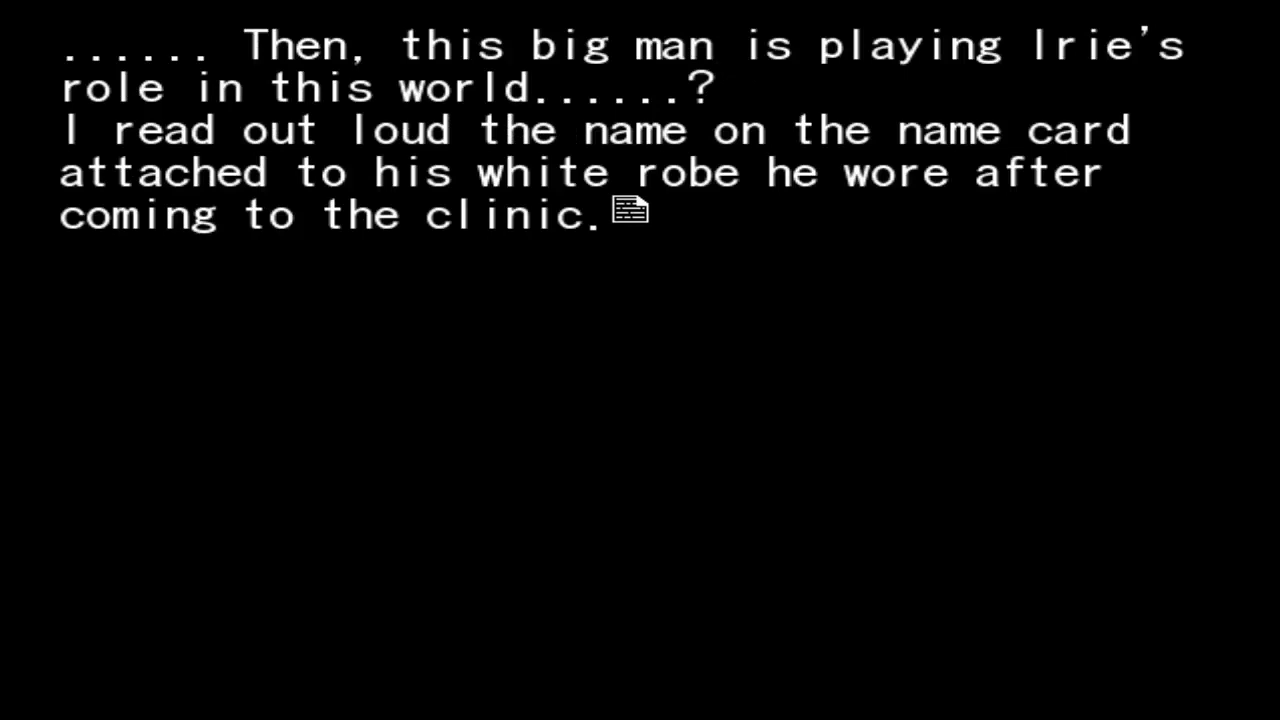 ...... Then, this big man is playing Irie's
role in this world......?
I read out loud the name on the name card
attached to his white robe he wore after
coming to the clinic.